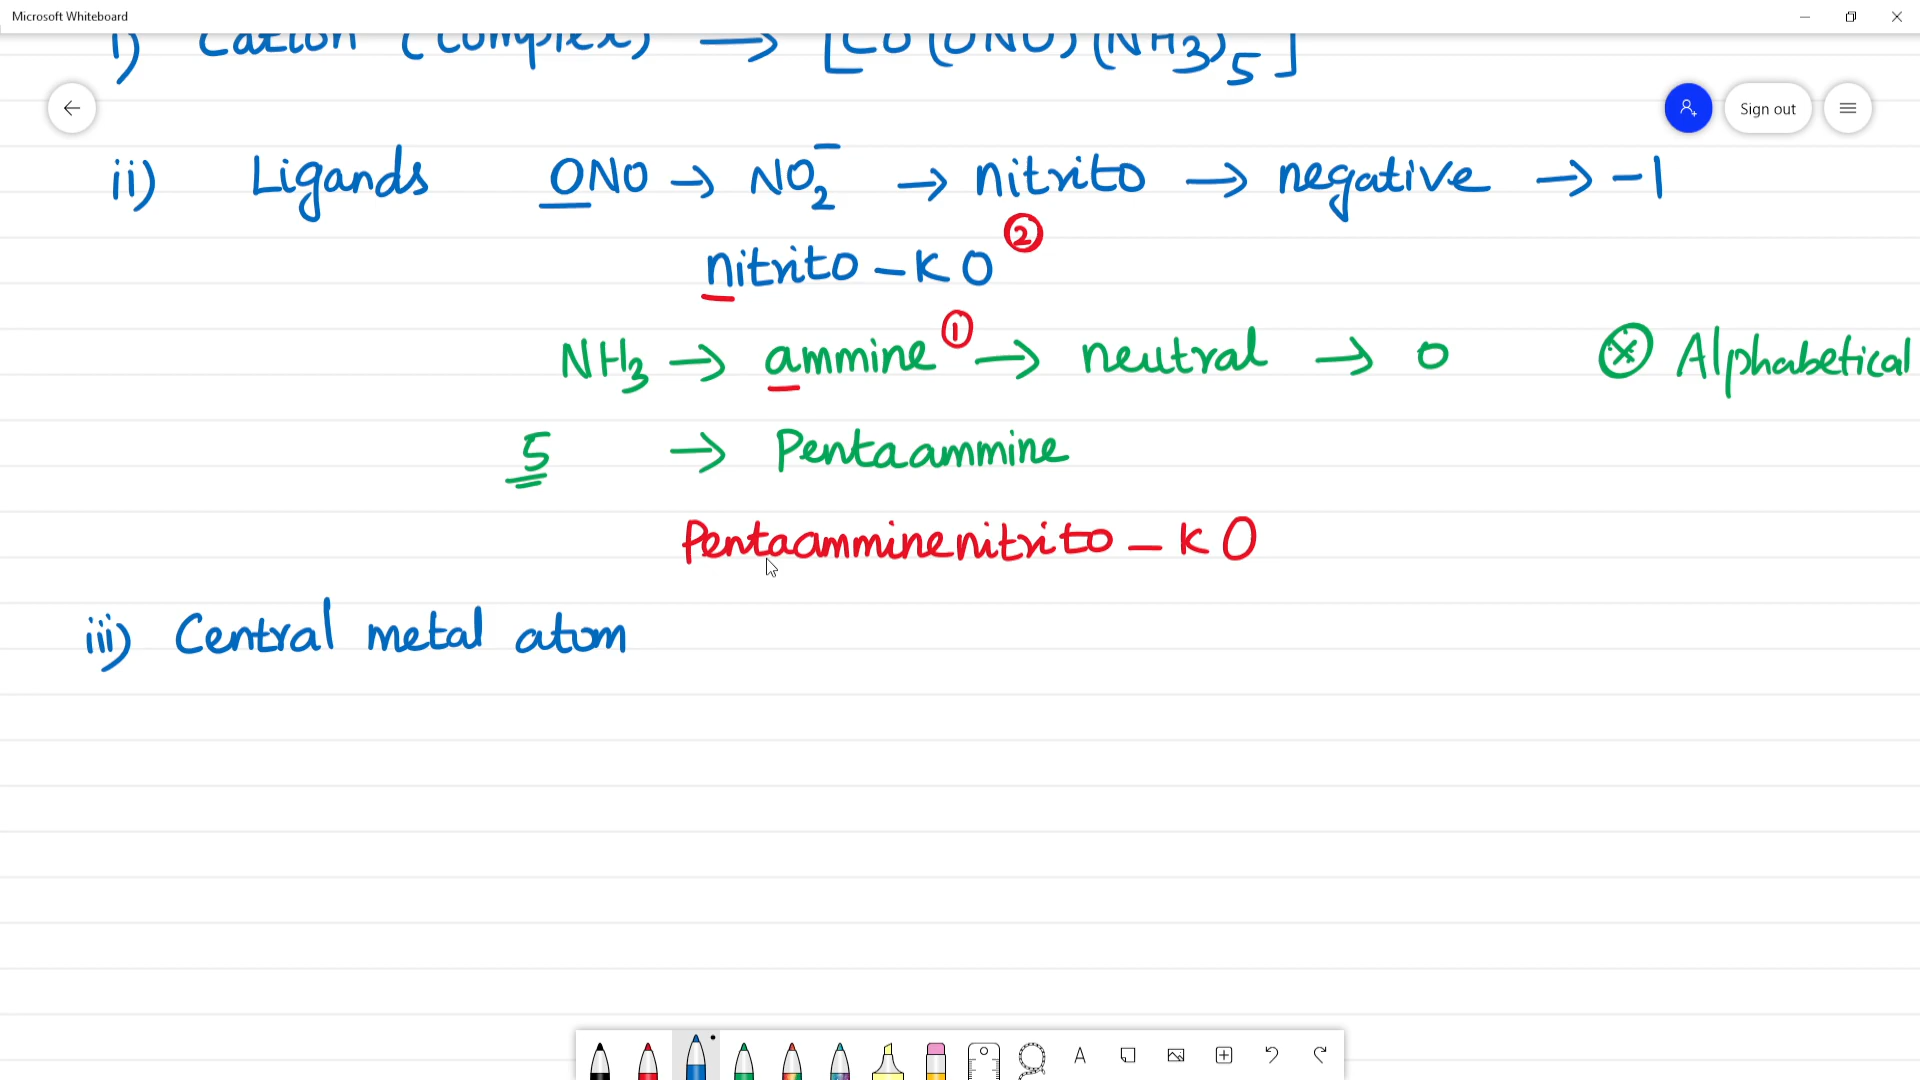 Microsoft Whiteboard
i) Cation (Complex) → [Co(ONO)(NH₃)₅]
Sign out
ii) Ligands ONO → NO₂⁻ → nitrito → negative → -1
nitrito - κO ②
NH₃ → ammine ① → neutral → 0 ⊗ Alphabetical
5 → Pentaammine
Pentaamminenitrito - κO
iii) Central metal atom
A